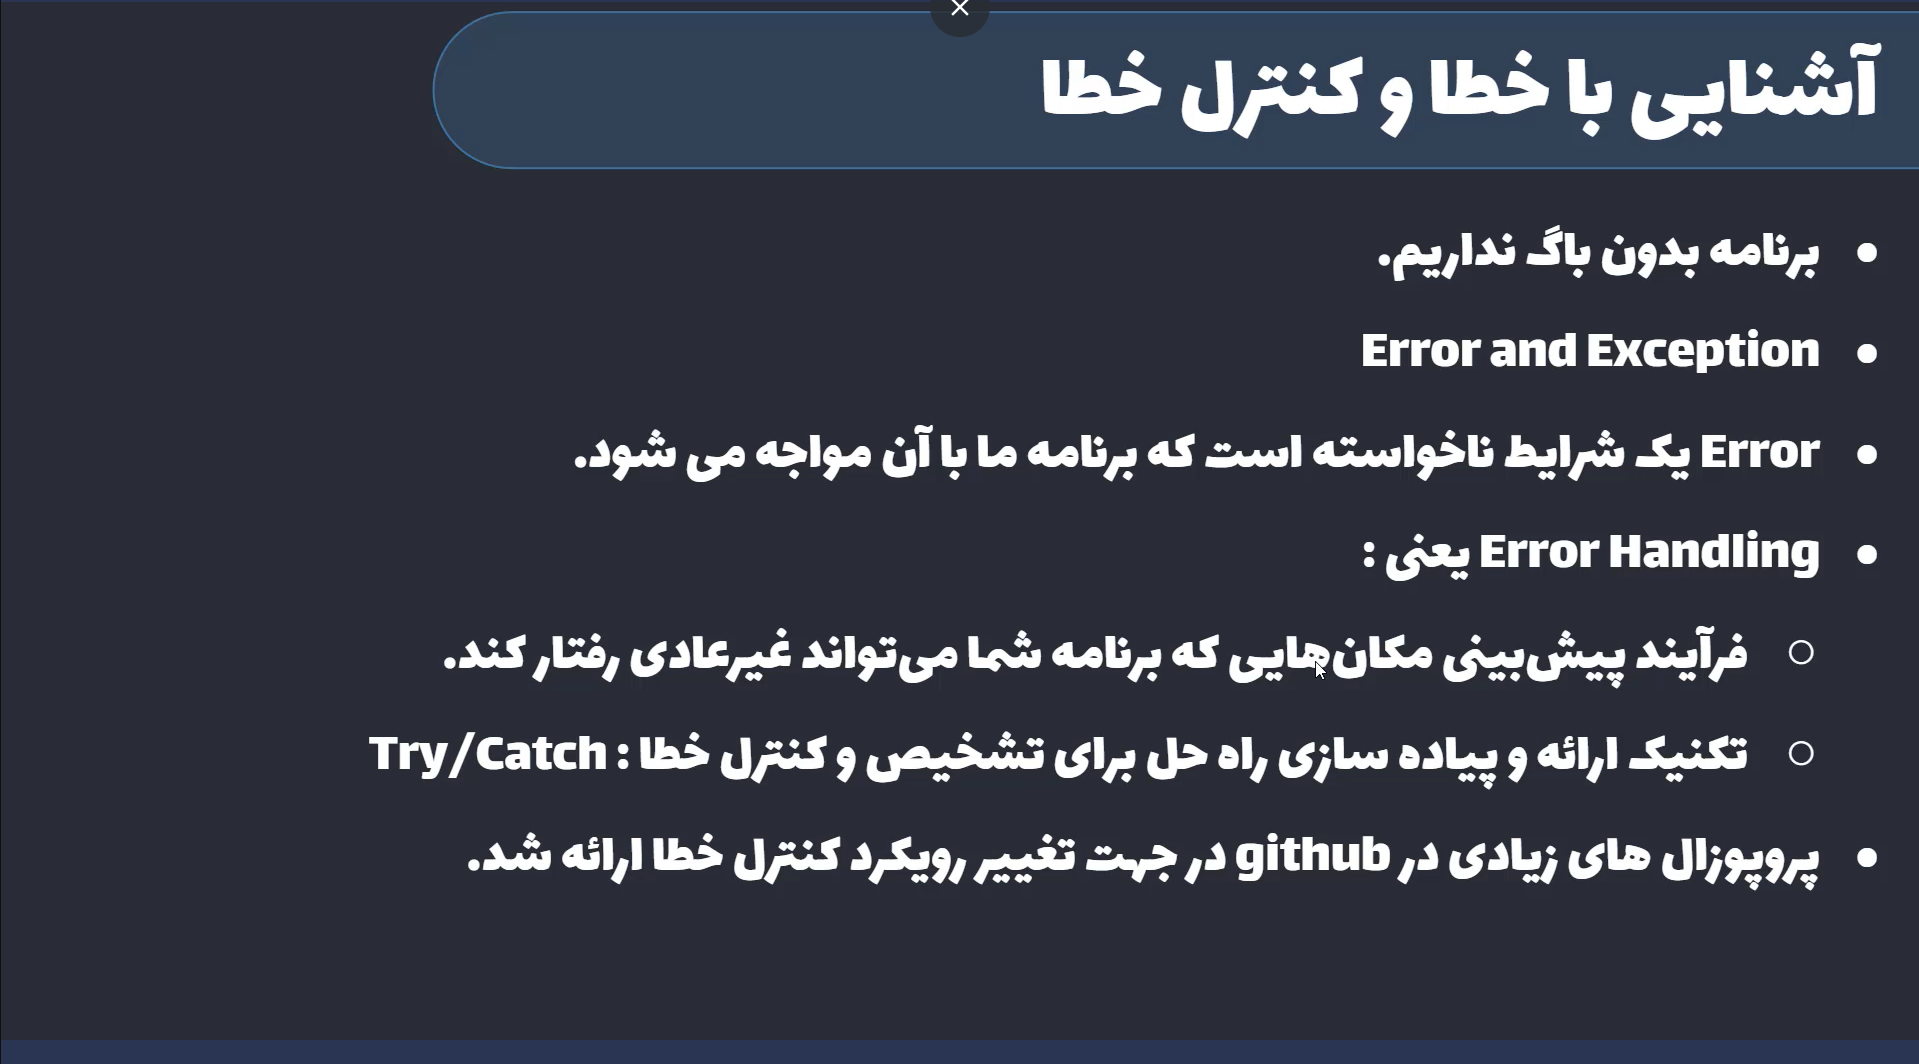 آشنایی با خطا و کنترل خطا
برنامه بدون باگ نداریم.
Error and Exception
Error یک شرایط ناخواسته است که برنامه ما با آن مواجه می شود.
Error Handling یعنی :
فرآیند پیش‌بینی مکان‌هایی که برنامه شما می‌تواند غیرعادی رفتار کند.
تکنیک ارائه و پیاده سازی راه حل برای تشخیص و کنترل خطا : Try/Catch
پروپوزال های زیادی در github در جهت تغییر رویکرد کنترل خطا ارائه شد.